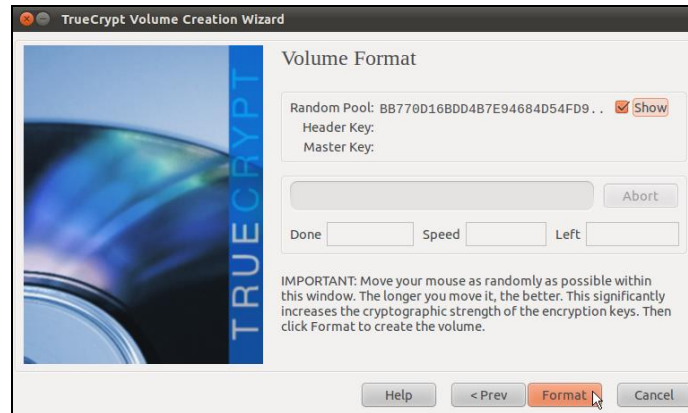 TrueCrypt Volume Creation Wizard
TRUECRYPT
Volume Format
Random Pool: BB770D16BDD4B7E94684D54FD9.. Show
Header Key:
Master Key:
Abort
Done Speed Left
IMPORTANT: Move your mouse as randomly as possible within
this window. The longer you move it, the better. This significantly
increases the cryptographic strength of the encryption keys. Then
click Format to create the volume.
Help < Prev Format Cancel